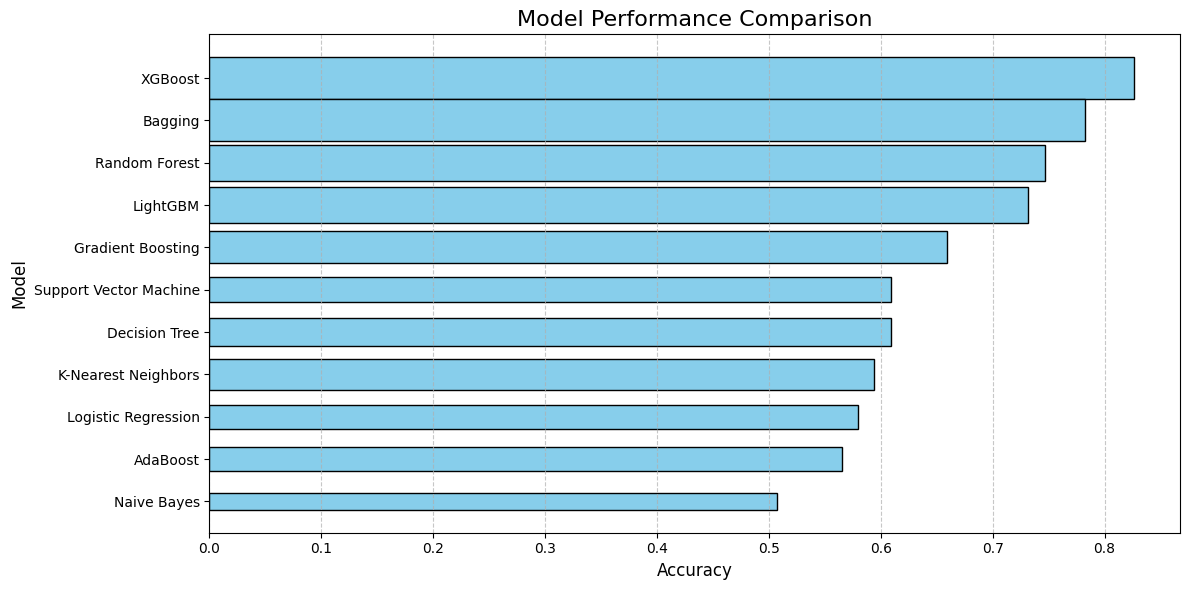 Model Performance Comparison
Model
XGBoost
Bagging
Random Forest
LightGBM
Gradient Boosting
Support Vector Machine
Decision Tree
K-Nearest Neighbors
Logistic Regression
AdaBoost
Naive Bayes
0.0 0.1 0.2 0.3 0.4 0.5 0.6 0.7 0.8
Accuracy